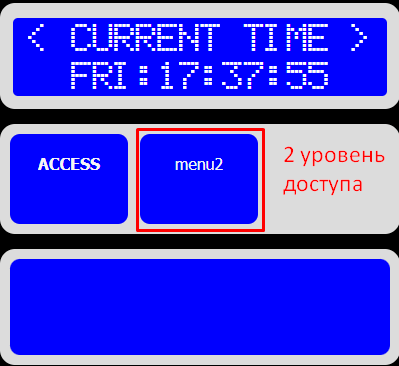 < CURRENT TIME >
FRI:17:37:55
ACCESS
menu2
2 уровень
доступа